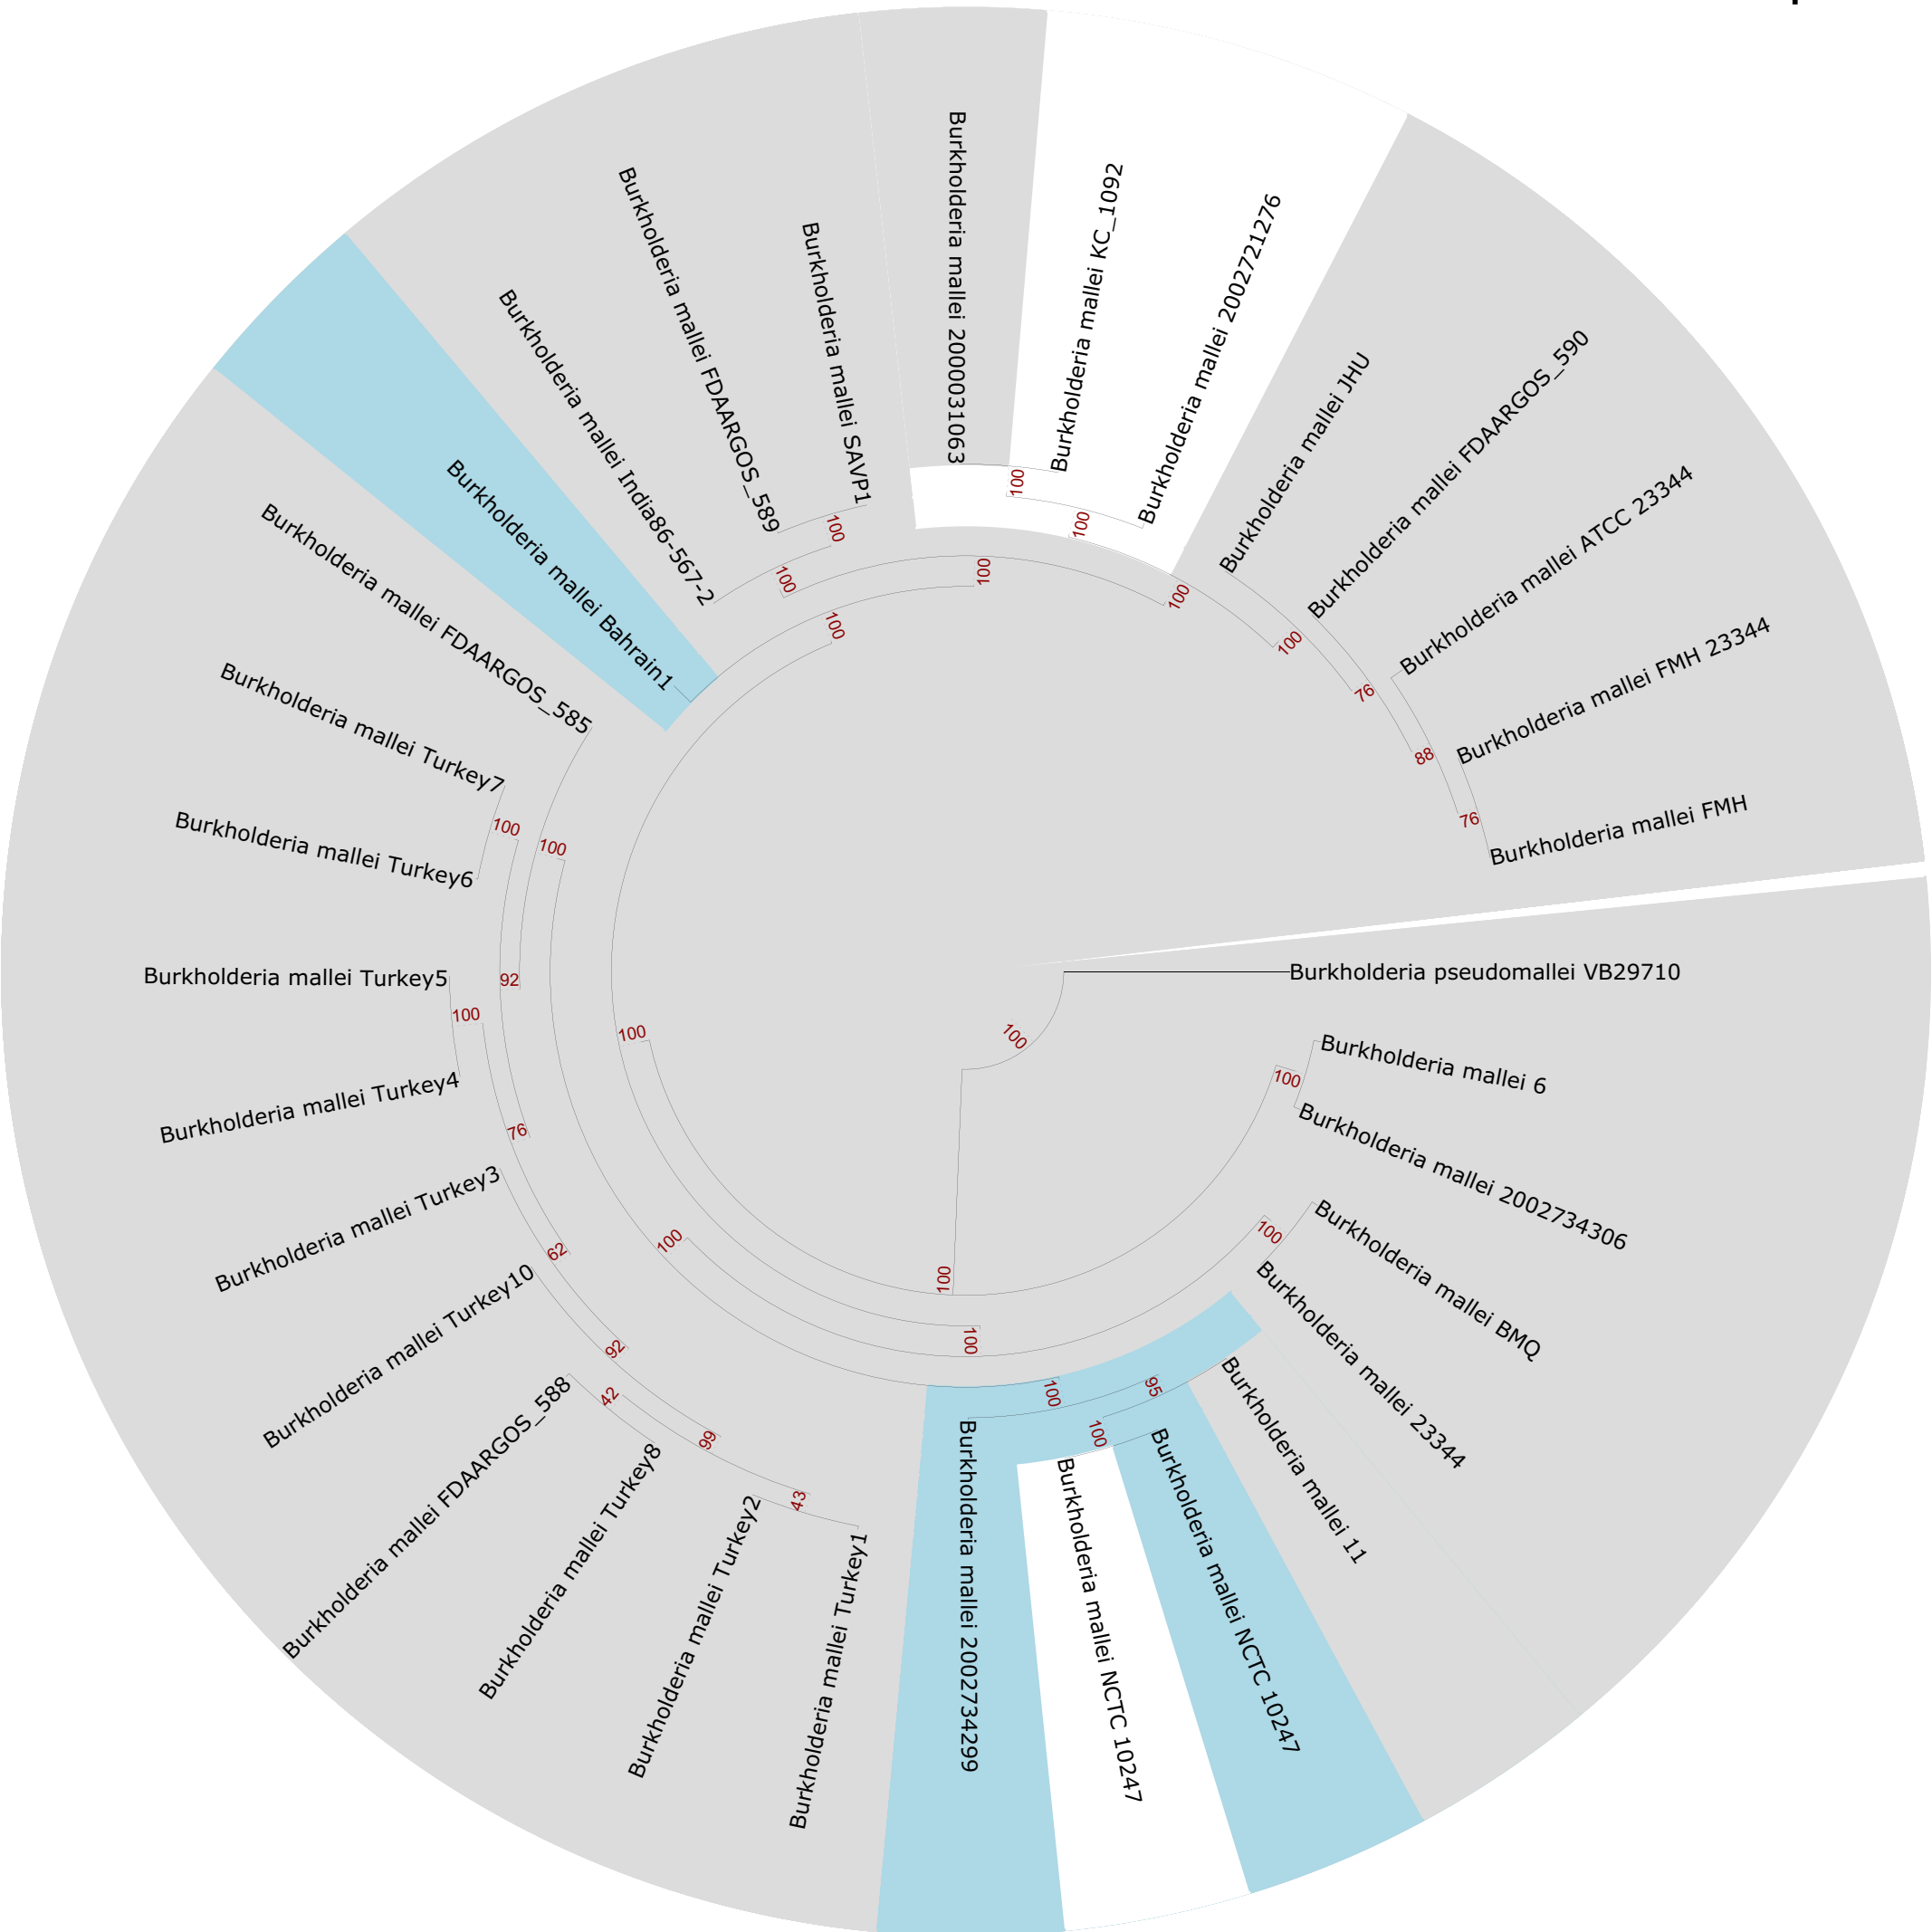 Burkholderia mallei 2000031063
Burkholderia mallei KC_1092
Burkholderia mallei 2002721276
Burkholderia mallei JHU
Burkholderia mallei FDAARGOS_590
Burkholderia mallei ATCC 23344
Burkholderia mallei FMH 23344
Burkholderia mallei FMH
Burkholderia pseudomallei VB29710
Burkholderia mallei 6
Burkholderia mallei 2002734306
Burkholderia mallei BMQ
Burkholderia mallei 23344
Burkholderia mallei 11
Burkholderia mallei NCTC 10247
Burkholderia mallei NCTC 10247
Burkholderia mallei 2002734299
Burkholderia mallei Turkey1
Burkholderia mallei Turkey2
Burkholderia mallei Turkey8
Burkholderia mallei FDAARGOS_588
Burkholderia mallei Turkey10
Burkholderia mallei Turkey3
Burkholderia mallei Turkey4
Burkholderia mallei Turkey5
Burkholderia mallei Turkey6
Burkholderia mallei Turkey7
Burkholderia mallei FDAARGOS_585
Burkholderia mallei Bahrain1
Burkholderia mallei India86-567-2
Burkholderia mallei FDAARGOS_589
Burkholderia mallei SAVP1
100
100
100
100
76
88
76
100
100
100
100
100
100
100
92
76
100
62
92
42
99
43
100
100
95
100
100
100
100
100
100